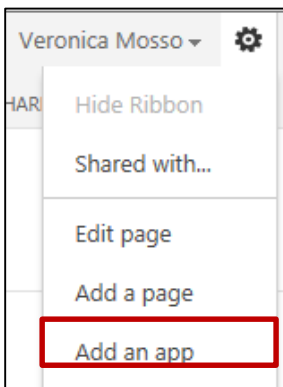 Veronica Mosso
HAR
Hide Ribbon
Shared with...
Edit page
Add a page
Add an app